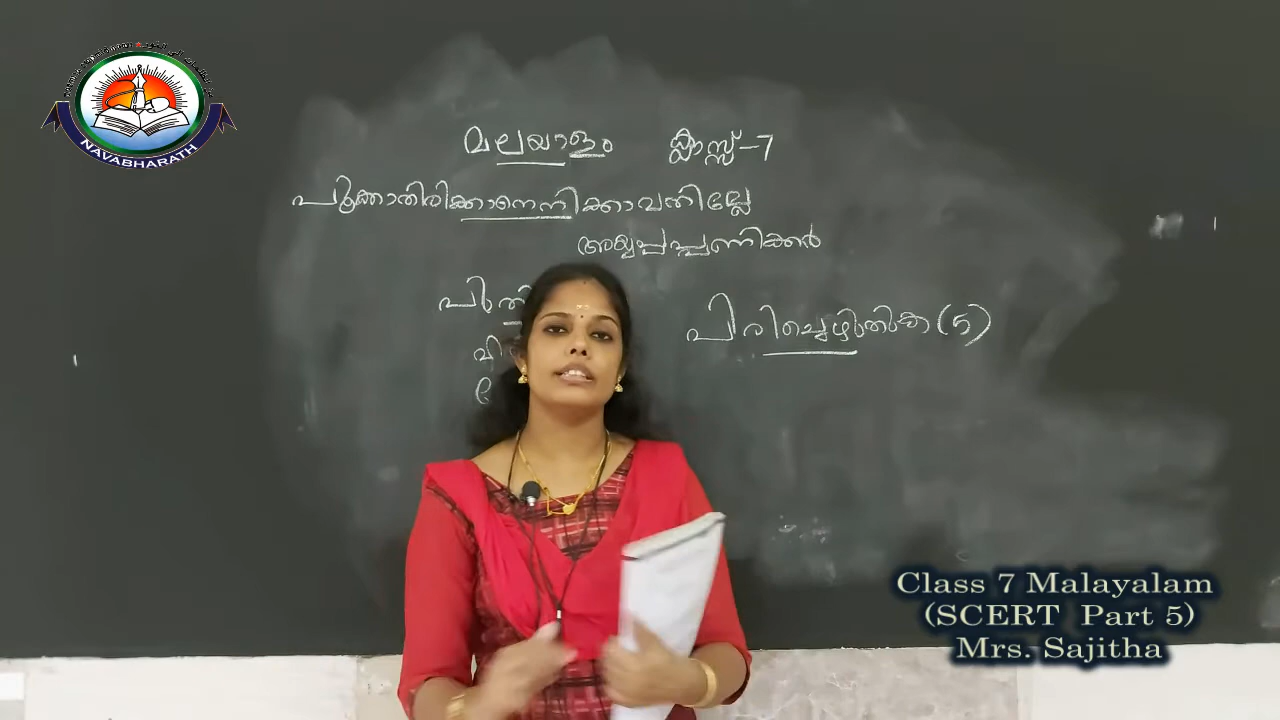 NAVABHARATH
മലയാളം ക്ലാസ്സ്-7
പൂക്കാതിരിക്കാനെനിക്കാവതില്ലേ
അയ്യപ്പപ്പണിക്കർ
പിരിച്ചെഴുതുക (5)
Class 7 Malayalam
(SCERT Part 5)
Mrs. Sajitha